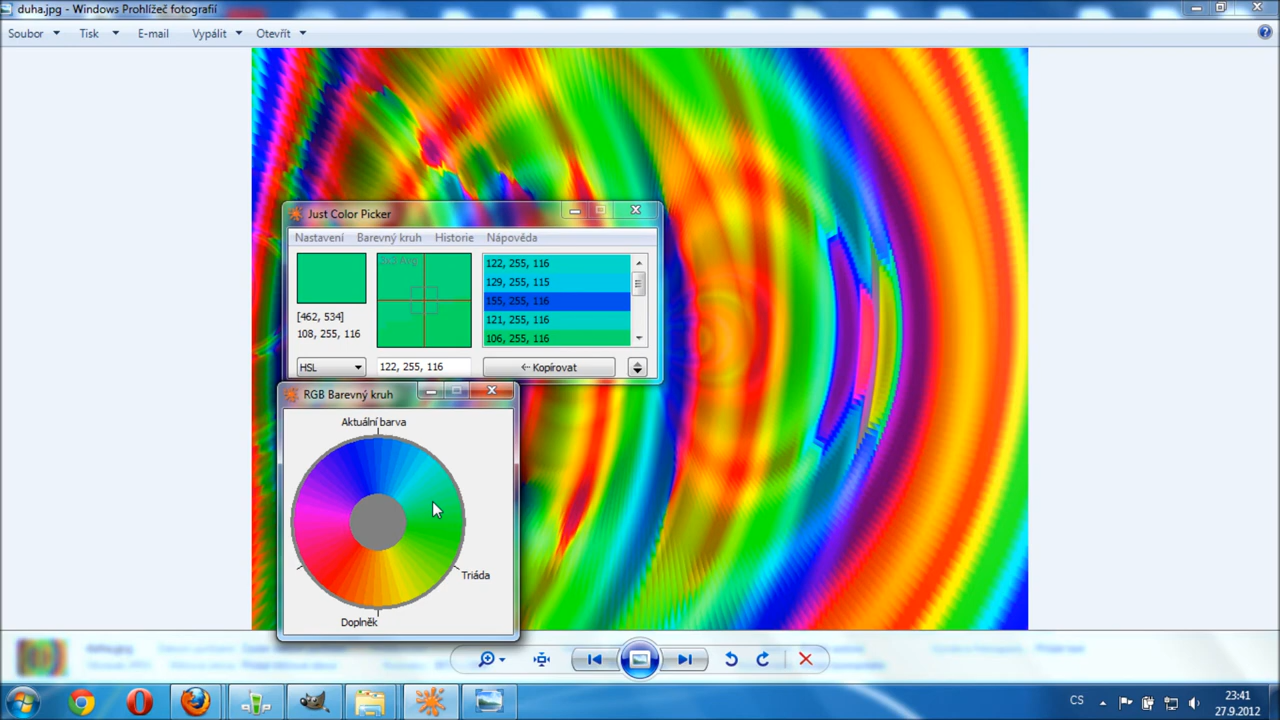 duha.jpg - Windows Prohlížeč fotografií
Soubor Tisk E-mail Vypálit Otevřít
Just Color Picker
Nastavení Barevný kruh Historie Nápověda
122, 255, 116
129, 255, 115
155, 255, 116
121, 255, 116
106, 255, 116
[462, 534]
108, 255, 116
HSL 122, 255, 116 <- Kopírovat
RGB Barevný kruh
Aktuální barva
Triáda
Doplněk
CS
23:41
27.9.2012